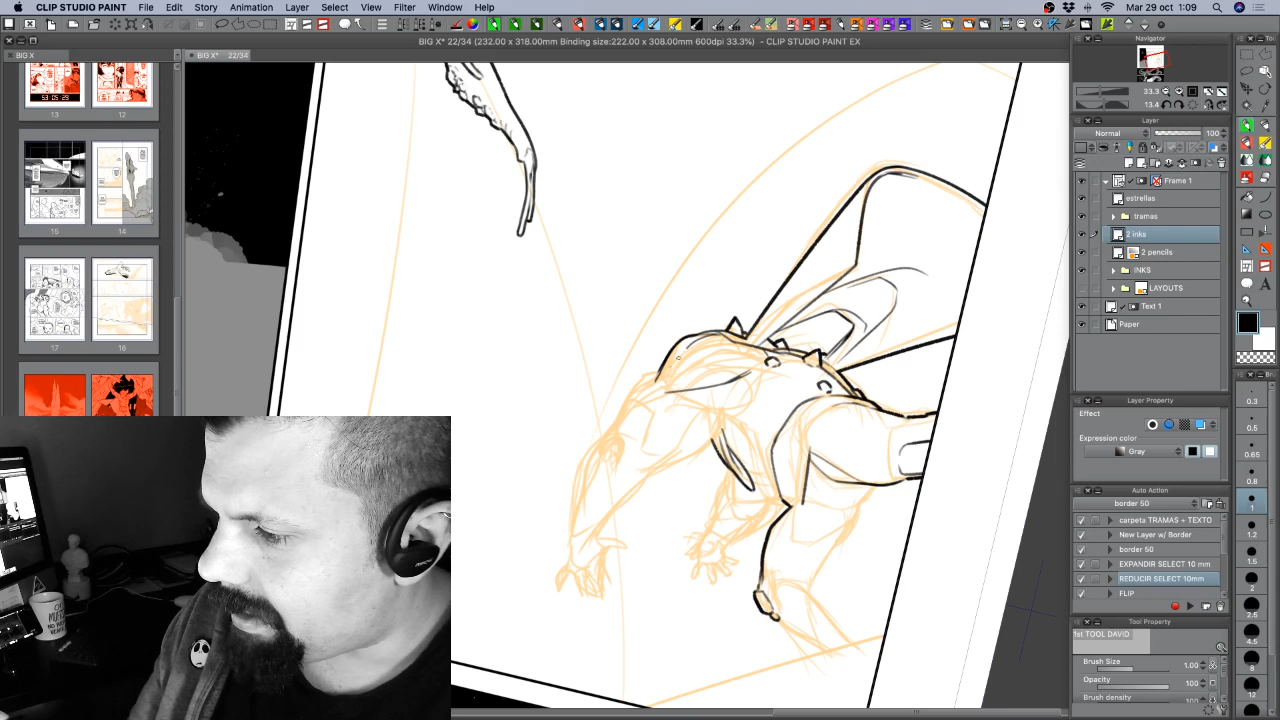 CLIP STUDIO PAINT File Edit Story Animation Layer Select View Filter Window Help
Mar 29 oct 1:09
BIG X* 22/34 (232.00 x 318.00mm Binding size:222.00 x 308.00mm 600dpi 33.3%) - CLIP STUDIO PAINT EX
BIG X
BIG X* 22/34
13 12
15 14
17 16
Navigator
33.3
13.4
Layer
Normal 100
Frame 1
estrellas
tramas
2 inks
2 pencils
INKS
LAYOUTS
Text 1
Paper
Layer Property
Effect
Expression color
Gray
Auto Action
border 50
carpeta TRAMAS + TEXTO
New Layer w/ Border
border 50
EXPANDIR SELECT 10 mm
REDUCIR SELECT 10mm
FLIP
Tool Property
1st TOOL DAVID
Brush Size 1.00
Opacity 100
Brush density 100
To
Br
0.3
0.5
0.65
0.8
1
1.2
1.5
2
2.5
4.5
8
12